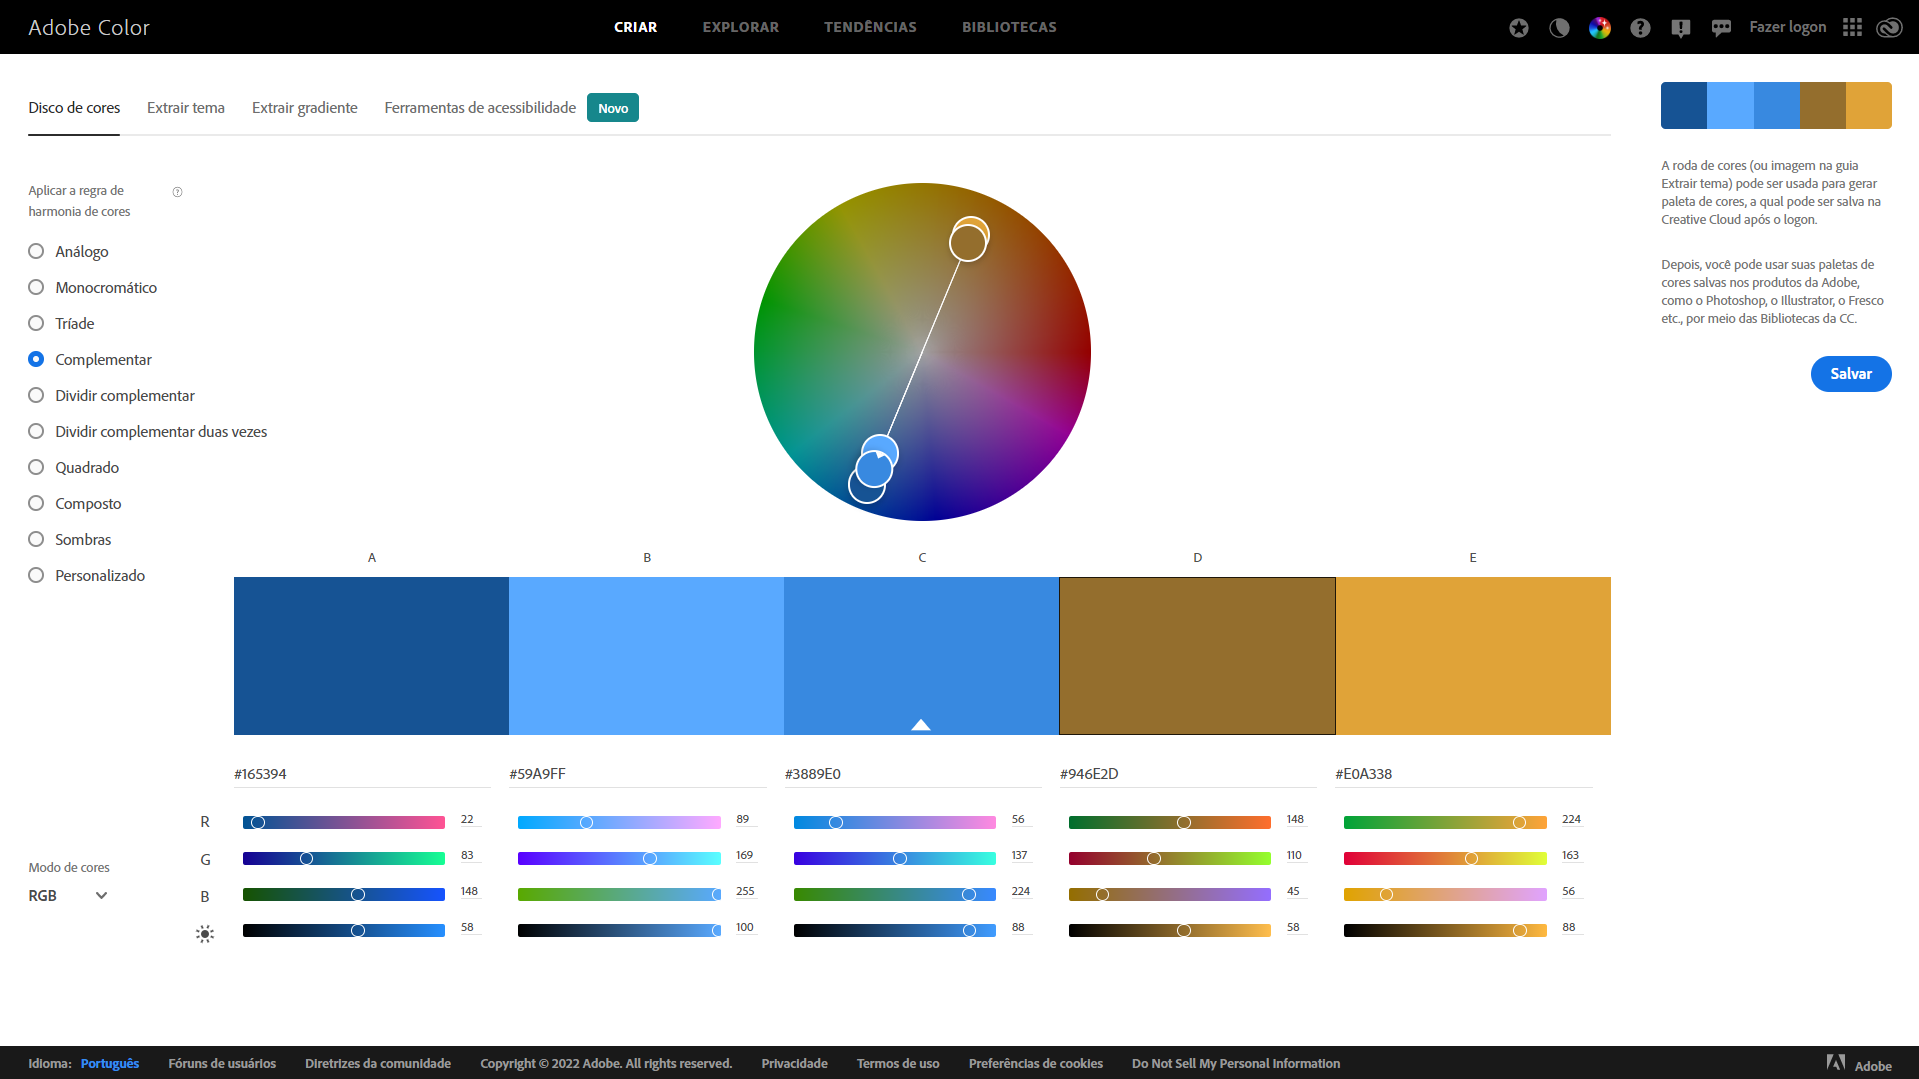 Adobe Color
CRIAR
EXPLORAR
TENDÊNCIAS
BIBLIOTECAS
Fazer logon
Disco de cores
Extrair tema
Extrair gradiente
Ferramentas de acessibilidade
Novo
Aplicar a regra de
harmonia de cores
Análogo
Monocromático
Tríade
Complementar
Dividir complementar
Dividir complementar duas vezes
Quadrado
Composto
Sombras
Personalizado
A roda de cores (ou imagem na guia
Extrair tema) pode ser usada para gerar
paleta de cores, a qual pode ser salva na
Creative Cloud após o logon.
Depois, você pode usar suas paletas de
cores salvas nos produtos da Adobe,
como o Photoshop, o Illustrator, o Fresco
etc., por meio das Bibliotecas da CC.
Salvar
A
B
C
D
E
#165394
#59A9FF
#3889E0
#946E2D
#E0A338
R
22
89
56
148
224
G
83
169
137
110
163
B
148
255
224
45
56
58
100
88
58
88
Modo de cores
RGB
Idioma:
Português
Fóruns de usuários
Diretrizes da comunidade
Copyright © 2022 Adobe. All rights reserved.
Privacidade
Termos de uso
Preferências de cookies
Do Not Sell My Personal Information
Adobe